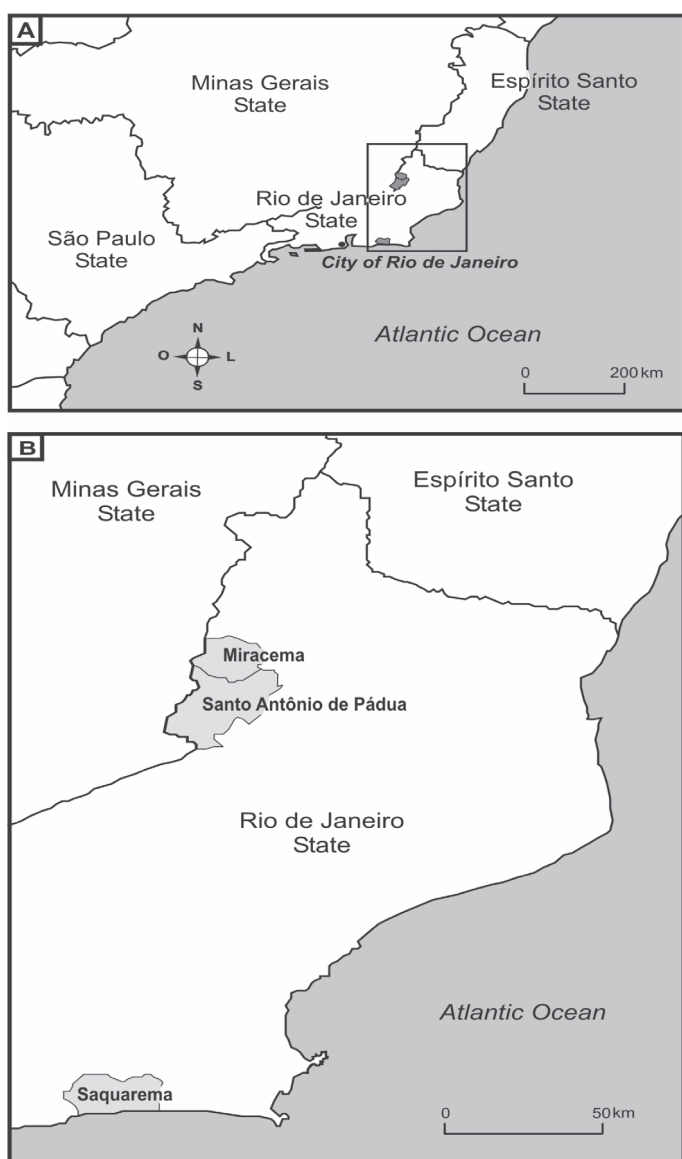 A
Minas Gerais
State
Espírito Santo
State
Rio de Janeiro
State
São Paulo
State
City of Rio de Janeiro
Atlantic Ocean
N
O
L
S
0
200 km
B
Minas Gerais
State
Espírito Santo
State
Miracema
Santo Antônio de Pádua
Rio de Janeiro
State
Atlantic Ocean
Saquarema
0
50 km